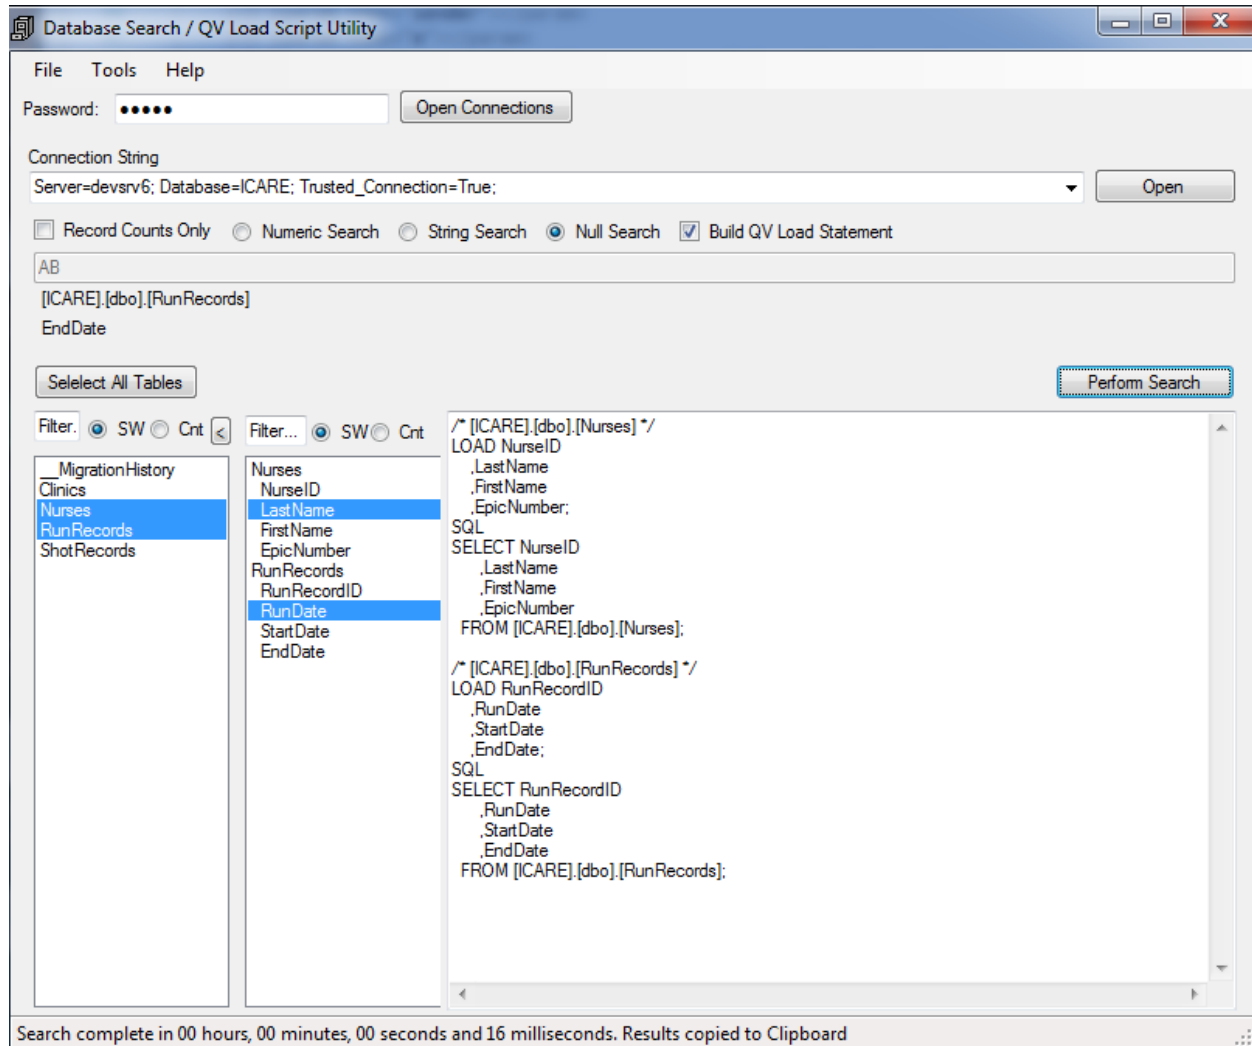 Database Search / QV Load Script Utility
File Tools Help
Password: ●●●●● Open Connections
Connection String
Server=devsrv6; Database=ICARE; Trusted_Connection=True; Open
Record Counts Only Numeric Search String Search Null Search Build QV Load Statement
AB
[ICARE].[dbo].[RunRecords]
EndDate
Selelect All Tables Perform Search
Filter. SW Cnt <
__MigrationHistory
Clinics
Nurses
RunRecords
ShotRecords
Filter... SW Cnt
Nurses
NurseID
LastName
FirstName
EpicNumber
RunRecords
RunRecordID
RunDate
StartDate
EndDate
/* [ICARE].[dbo].[Nurses] */
LOAD NurseID
,LastName
,FirstName
,EpicNumber;
SQL
SELECT NurseID
,LastName
,FirstName
,EpicNumber
FROM [ICARE].[dbo].[Nurses];
/* [ICARE].[dbo].[RunRecords] */
LOAD RunRecordID
,RunDate
,StartDate
,EndDate;
SQL
SELECT RunRecordID
,RunDate
,StartDate
,EndDate
FROM [ICARE].[dbo].[RunRecords];
Search complete in 00 hours, 00 minutes, 00 seconds and 16 milliseconds. Results copied to Clipboard